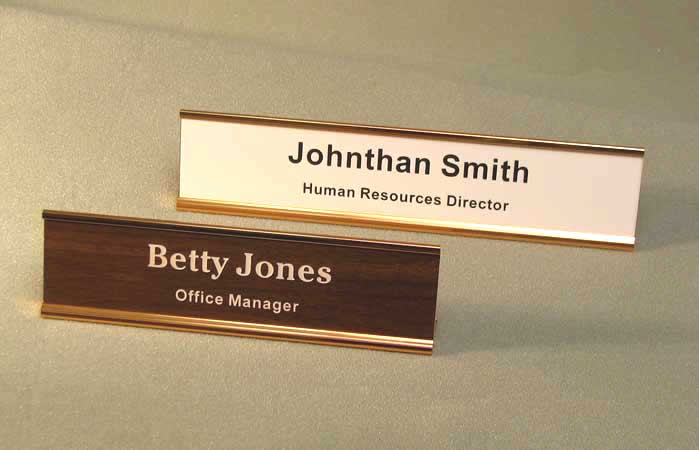 Johnthan Smith
Human Resources Director
Betty Jones
Office Manager